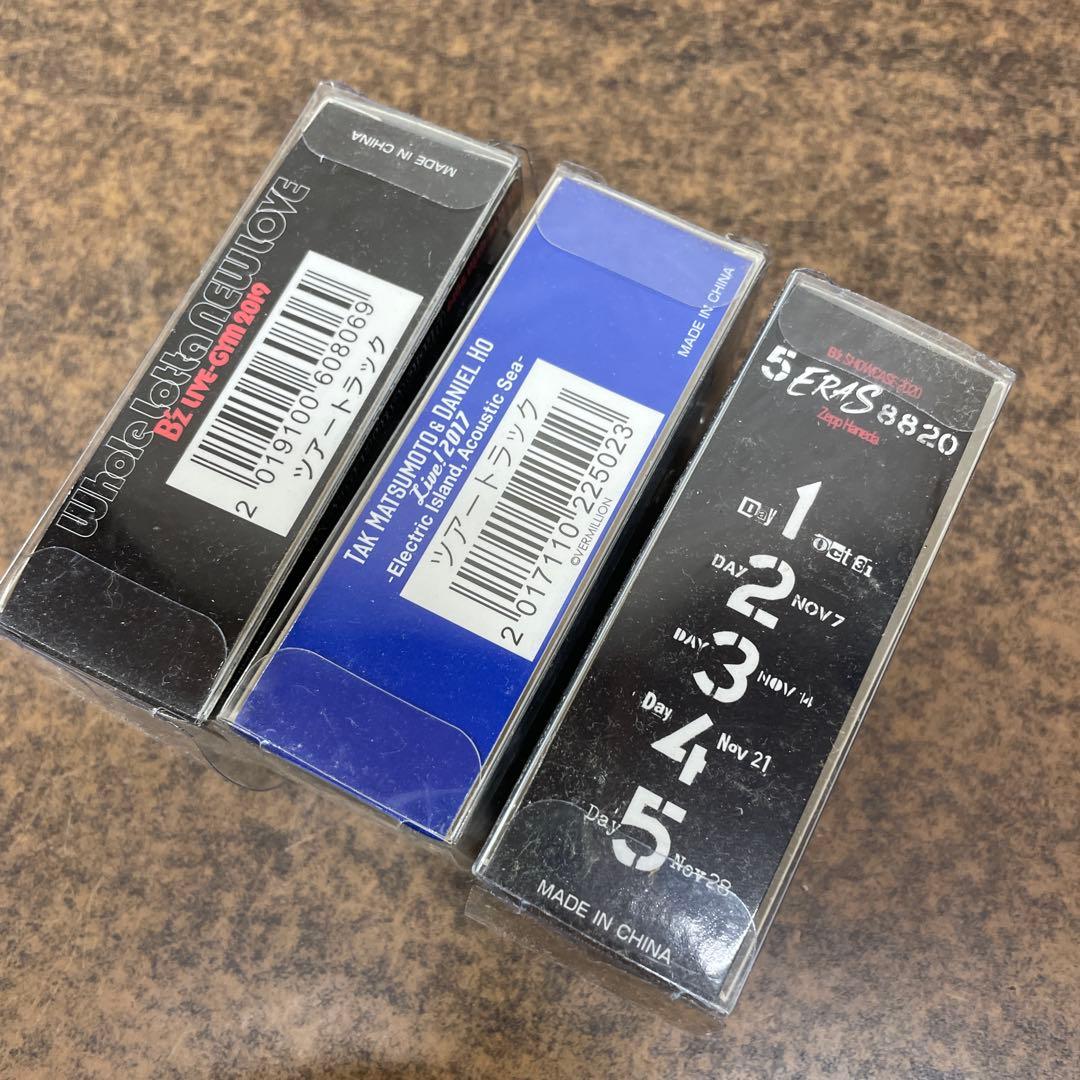 MADE IN CHINA
Whole Lotta NEW LOVE
B'z LIVE-GYM 2019
2 019100 608069
ツアートラック
MADE IN CHINA
TAK MATSUMOTO & DANIEL HO
Live! 2017
-Electric Island, Acoustic Sea-
ツアートラック
2 017110 225023
©VERMILLION
B'z SHOWCASE 2020
5 ERAS 8820
Zepp Haneda
Day 1 Oct 31
DAY 2 NOV 7
DAY 3 NOV 14
Day 4 Nov 21
Day 5 Nov 28
MADE IN CHINA